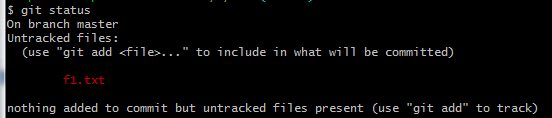 $ git status
On branch master
Untracked files:
  (use "git add <file>..." to include in what will be committed)
        f1.txt
nothing added to commit but untracked files present (use "git add" to track)